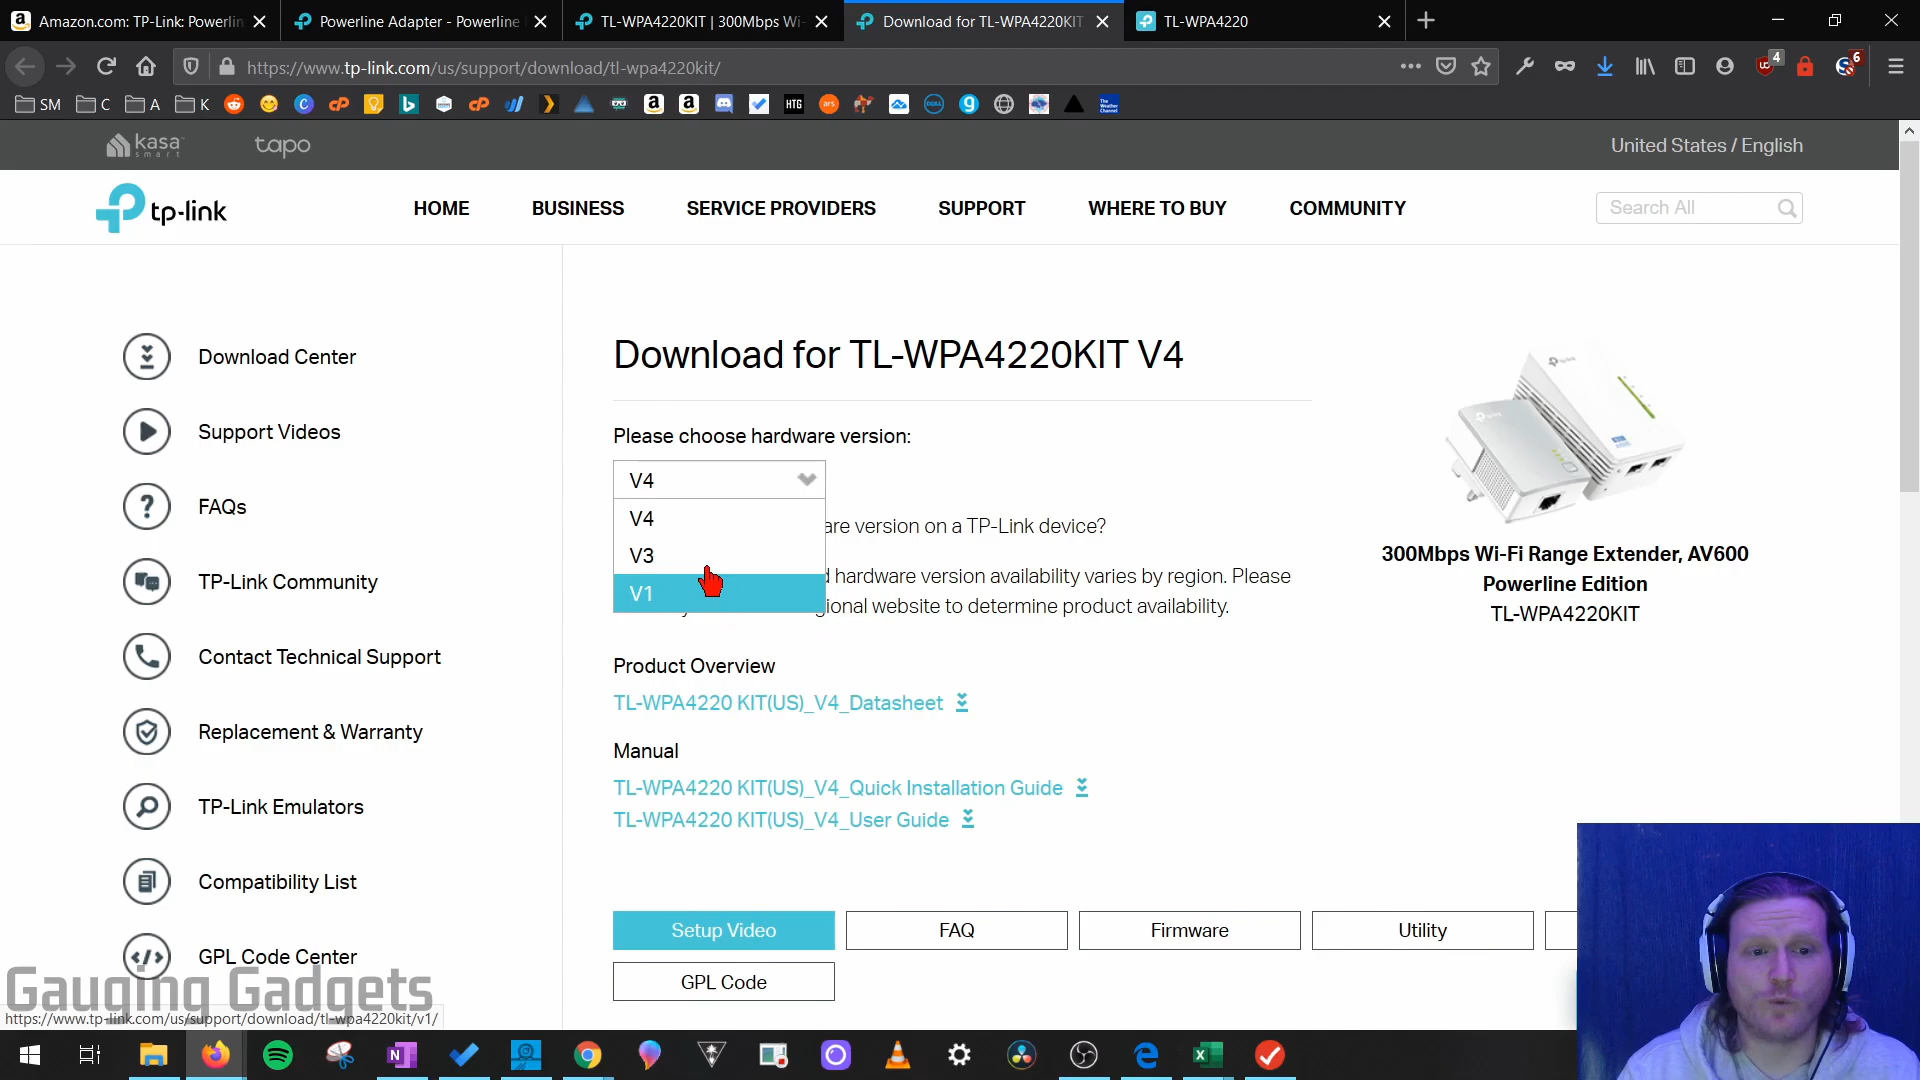 Amazon.com: TP-Link: Powerlin
Powerline Adapter - Powerline
TL-WPA4220KIT | 300Mbps Wi-
Download for TL-WPA4220KIT
TL-WPA4220
https://www.tp-link.com/us/support/download/tl-wpa4220kit/
4
6
SM
C
A
K
HTG
ars
DELL
The Weather Channel
kasa smart
tapo
United States / English
tp-link
HOME
BUSINESS
SERVICE PROVIDERS
SUPPORT
WHERE TO BUY
COMMUNITY
Search All
Download Center
Support Videos
FAQs
TP-Link Community
Contact Technical Support
Replacement & Warranty
TP-Link Emulators
Compatibility List
GPL Code Center
Download for TL-WPA4220KIT V4
Please choose hardware version:
V4
V4
V3
V1
are version on a TP-Link device?
d hardware version availability varies by region. Please
ional website to determine product availability.
Product Overview
TL-WPA4220 KIT(US)_V4_Datasheet
Manual
TL-WPA4220 KIT(US)_V4_Quick Installation Guide
TL-WPA4220 KIT(US)_V4_User Guide
Setup Video
FAQ
Firmware
Utility
GPL Code
300Mbps Wi-Fi Range Extender, AV600
Powerline Edition
TL-WPA4220KIT
Gauging Gadgets
https://www.tp-link.com/us/support/download/tl-wpa4220kit/v1/